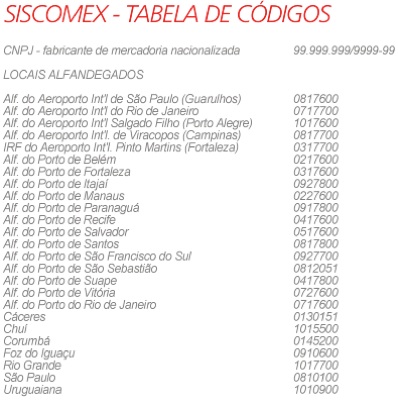 SISCOMEX - TABELA DE CÓDIGOS
CNPJ - fabricante de mercadoria nacionalizada 99.999.999/9999-99
LOCAIS ALFANDEGADOS
Alf. do Aeroporto Int'l de São Paulo (Guarulhos) 0817600
Alf. do Aeroporto Int'l do Rio de Janeiro 0717700
Alf. do Aeroporto Int'l Salgado Filho (Porto Alegre) 1017600
Alf. do Aeroporto Int'l. de Viracopos (Campinas) 0817700
IRF do Aeroporto Int'l. Pinto Martins (Fortaleza) 0317700
Alf. do Porto de Belém 0217600
Alf. do Porto de Fortaleza 0317600
Alf. do Porto de Itajaí 0927800
Alf. do Porto de Manaus 0227600
Alf. do Porto de Paranaguá 0917800
Alf. do Porto de Recife 0417600
Alf. do Porto de Salvador 0517600
Alf. do Porto de Santos 0817800
Alf. do Porto de São Francisco do Sul 0927700
Alf. do Porto de São Sebastião 0812051
Alf. do Porto de Suape 0417800
Alf. do Porto de Vitória 0727600
Alf. do Porto do Rio de Janeiro 0717600
Cáceres 0130151
Chuí 1015500
Corumbá 0145200
Foz do Iguaçu 0910600
Rio Grande 1017700
São Paulo 0810100
Uruguaiana 1010900